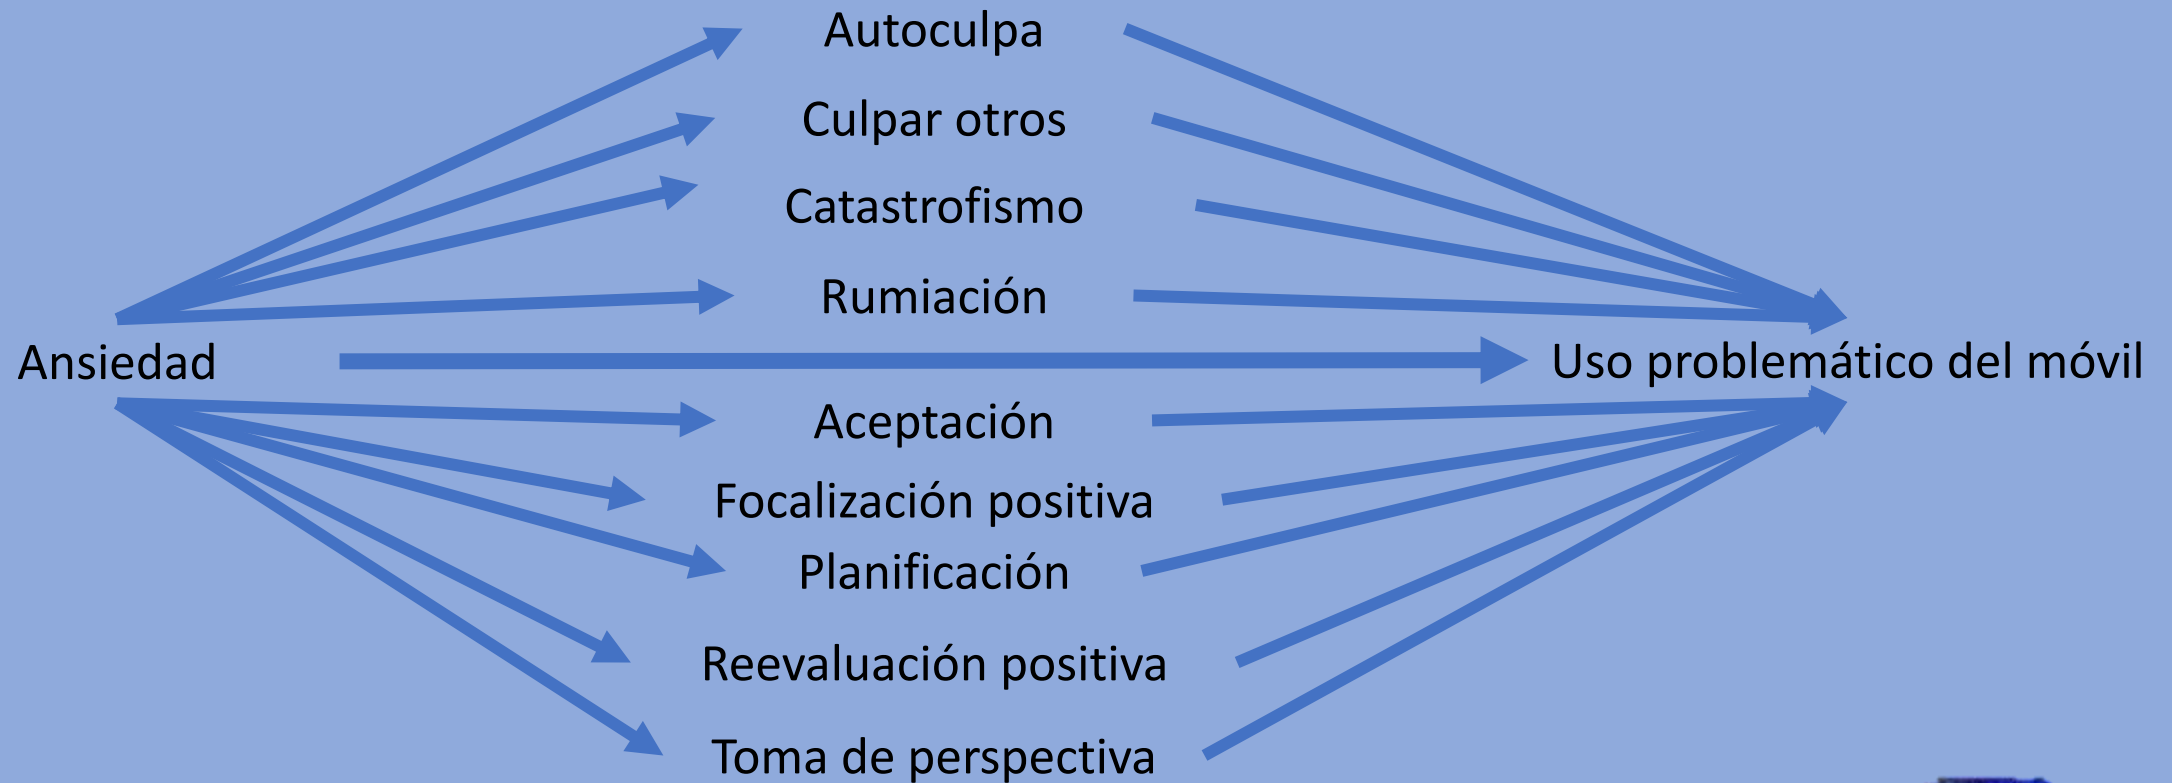 Autoculpa
Culpar otros
Catastrofismo
Rumiación
Ansiedad
Uso problemático del móvil
Aceptación
Focalización positiva
Planificación
Reevaluación positiva
Toma de perspectiva